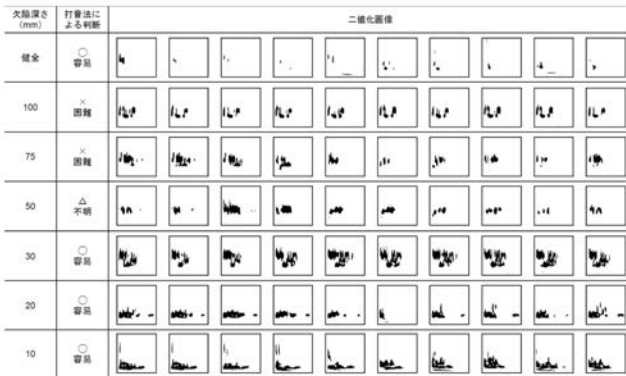 欠陥深さ
(mm)
打音法に
よる判断
二値化画像
健全
○
容易
100
×
困難
75
×
困難
50
△
不明
30
○
容易
20
○
容易
10
○
容易